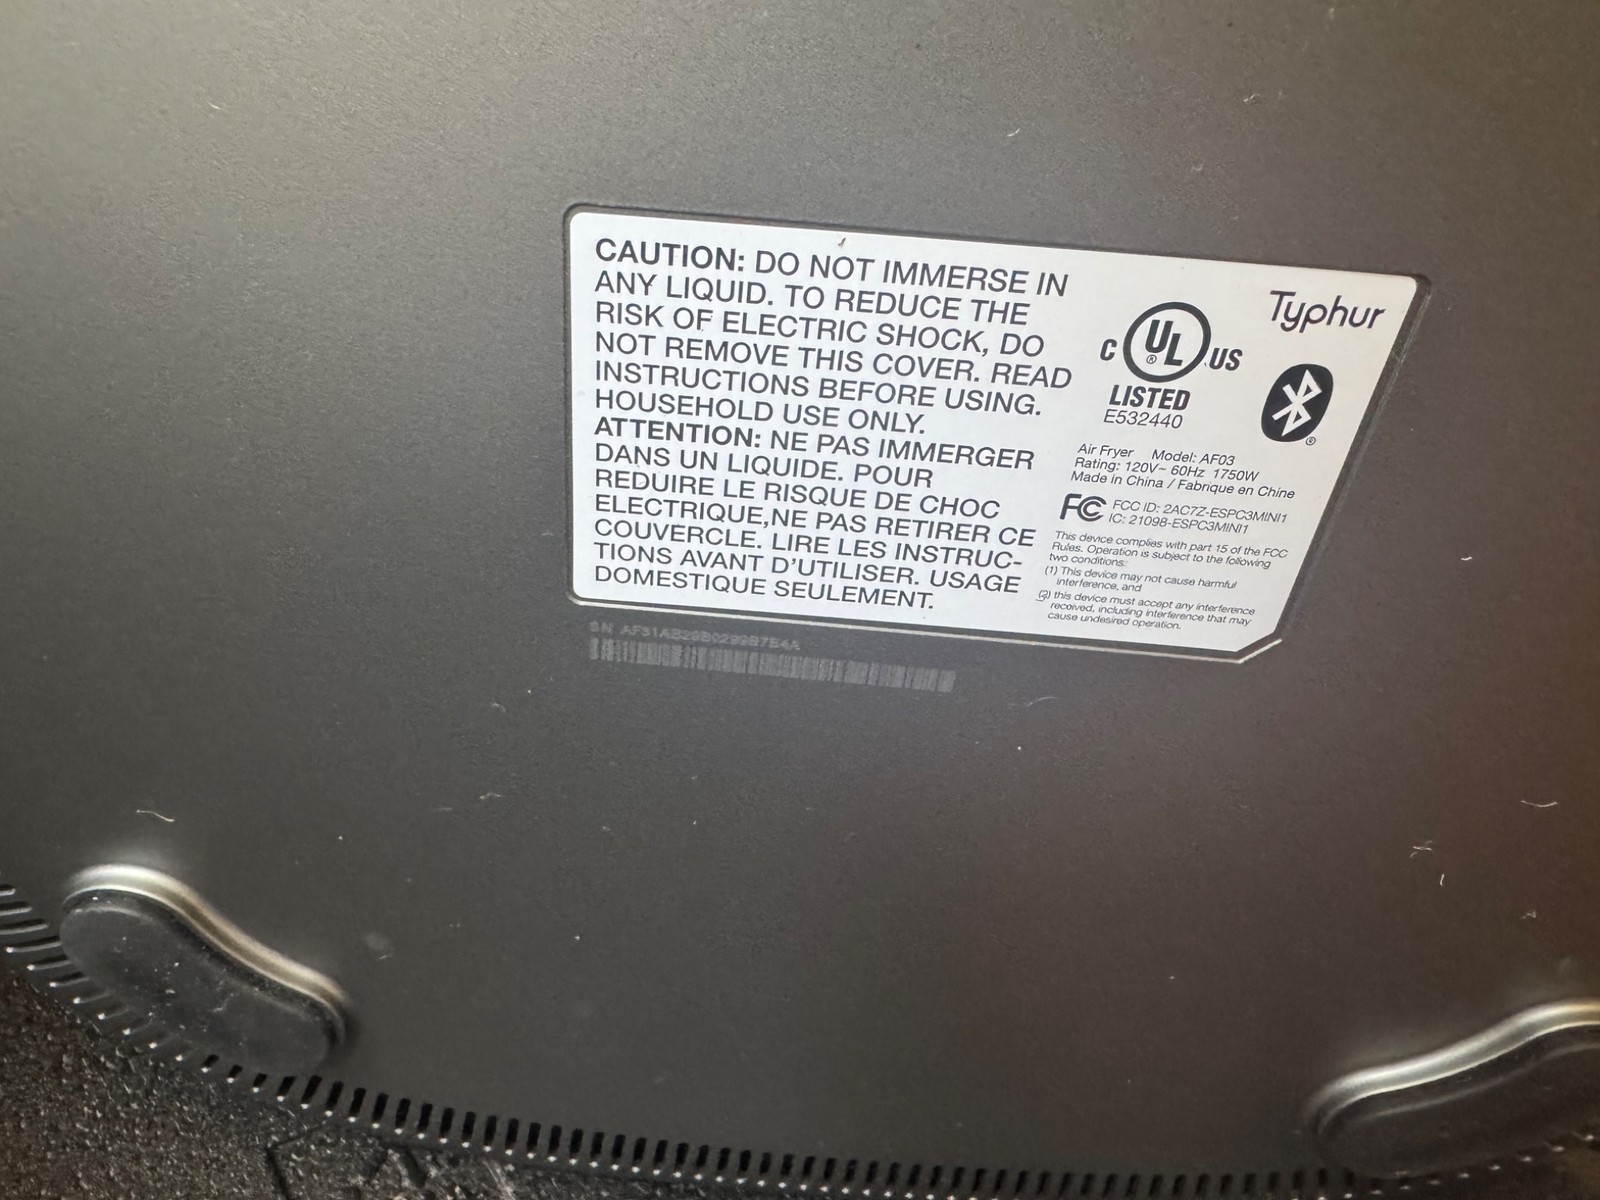 CAUTION: DO NOT IMMERSE IN
ANY LIQUID. TO REDUCE THE
RISK OF ELECTRIC SHOCK, DO
NOT REMOVE THIS COVER. READ
INSTRUCTIONS BEFORE USING.
HOUSEHOLD USE ONLY.
ATTENTION: NE PAS IMMERGER
DANS UN LIQUIDE. POUR
REDUIRE LE RISQUE DE CHOC
ELECTRIQUE,NE PAS RETIRER CE
COUVERCLE. LIRE LES INSTRUC-
TIONS AVANT D'UTILISER. USAGE
DOMESTIQUE SEULEMENT.
Typhur
C UL ® US
LISTED
E532440
®
Air Fryer Model: AF03
Rating: 120V~ 60Hz 1750W
Made in China / Fabriqué en Chine
FC FCC ID: 2AC7Z-ESPC3MINI1
IC: 21098-ESPC3MINI1
This device complies with part 15 of the FCC
Rules. Operation is subject to the following
two conditions:
(1) This device may not cause harmful
interference, and
(2) this device must accept any interference
received, including interference that may
cause undesired operation.
SN